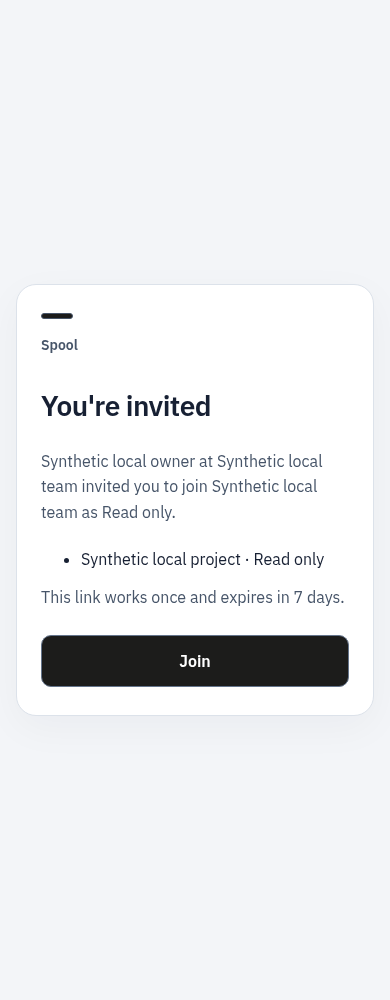 Spool
You're invited
Synthetic local owner at Synthetic local
team invited you to join Synthetic local
team as Read only.
• Synthetic local project · Read only
This link works once and expires in 7 days.
Join